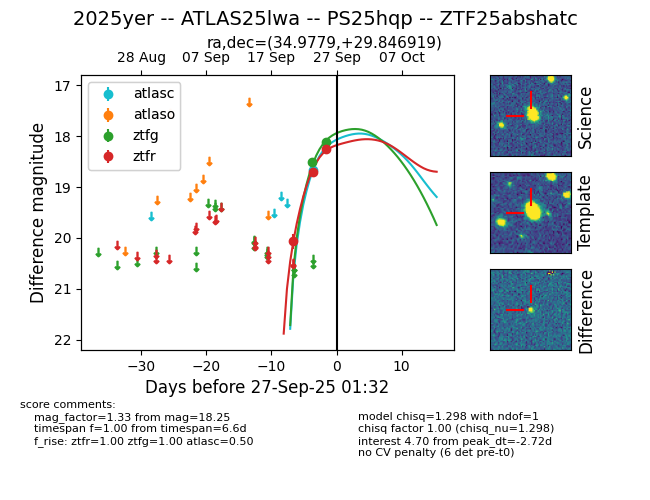 2025yer -- ATLAS25lwa -- PS25hqp -- ZTF25abshatc
ra,dec=(34.9779,+29.846919)
28 Aug 07 Sep 17 Sep 27 Sep 07 Oct
atlasc
atlaso
ztfg
ztfr
17
18
19
20
21
22
Difference magnitude
−30 −20 −10 0 10
Days before 27-Sep-25 01:32
Science
Template
Difference
score comments:
mag_factor=1.33 from mag=18.25
timespan f=1.00 from timespan=6.6d
f_rise: ztfr=1.00 ztfg=1.00 atlasc=0.50
model chisq=1.298 with ndof=1
chisq factor 1.00 (chisq_nu=1.298)
interest 4.70 from peak_dt=-2.72d
no CV penalty (6 det pre-t0)